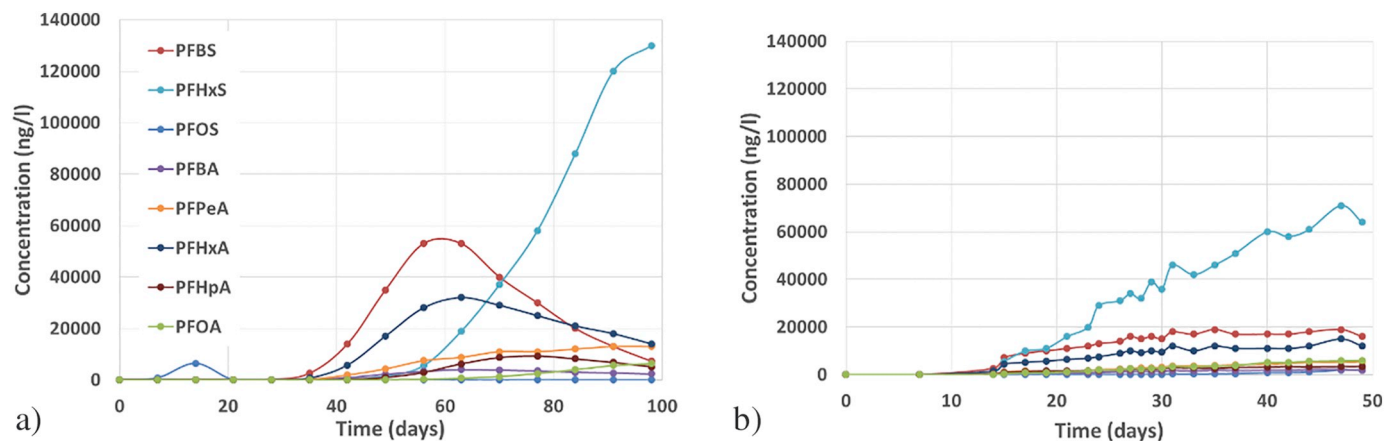 140000
120000
100000
80000
60000
40000
20000
0
Concentration (ng/l)
PFBS
PFHxS
PFOS
PFBA
PFPeA
PFHxA
PFHpA
PFOA
0 20 40 60 80 100
Time (days)
a)
140000
120000
100000
80000
60000
40000
20000
0
Concentration (ng/l)
0 10 20 30 40 50
Time (days)
b)